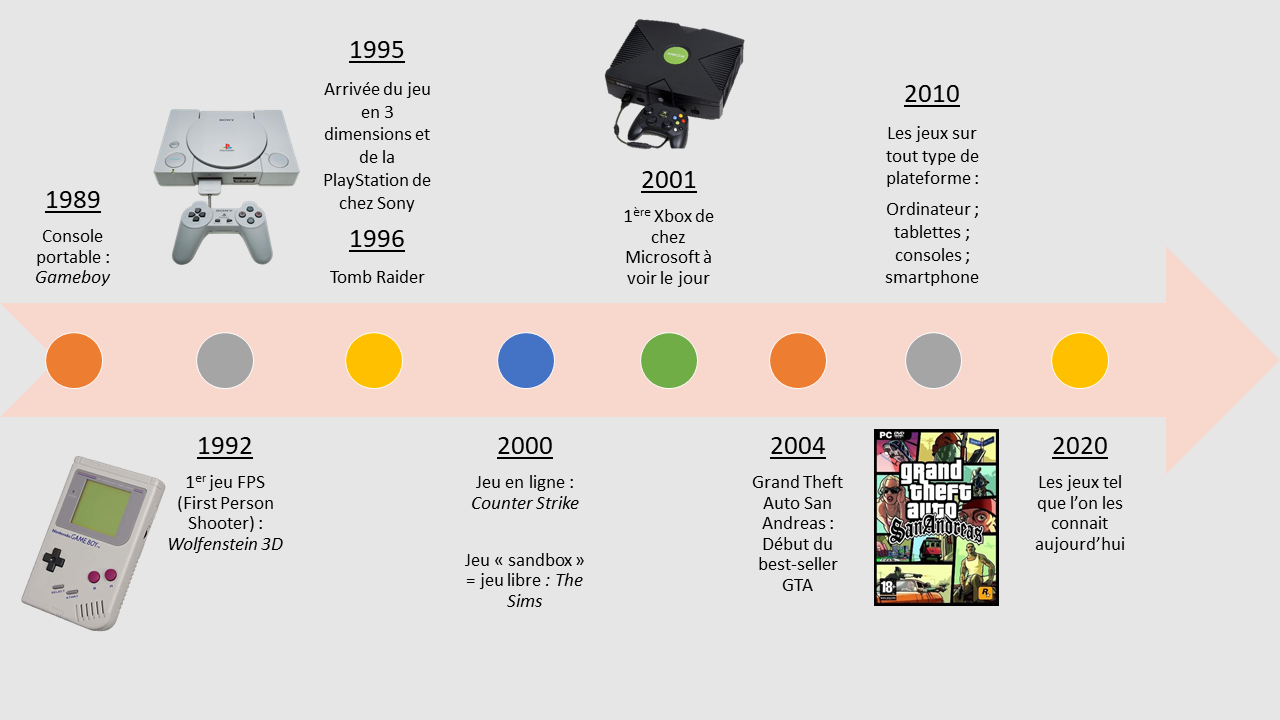 1989
Console
portable :
Gameboy
1995
Arrivée du jeu
en 3
dimensions et
de la
PlayStation de
chez Sony
1996
Tomb Raider
2001
1ère Xbox de
chez
Microsoft à
voir le jour
2010
Les jeux sur
tout type de
plateforme :
Ordinateur ;
tablettes ;
consoles ;
smartphone
1992
1er jeu FPS
(First Person
Shooter) :
Wolfenstein 3D
2000
Jeu en ligne :
Counter Strike
Jeu « sandbox »
= jeu libre : The
Sims
2004
Grand Theft
Auto San
Andreas :
Début du
best-seller
GTA
2020
Les jeux tel
que l’on les
connait
aujourd’hui
SONY
Nintendo GAME BOY
SELECT
START
PC DVD
grand
theft
auto
San Andreas
18
R